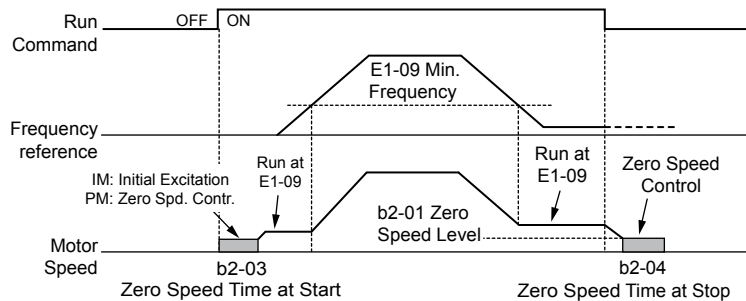 Run
Command
OFF
ON
E1-09 Min.
Frequency
Frequency
reference
IM: Initial Excitation
PM: Zero Spd. Contr.
Run at
E1-09
b2-01 Zero
Speed Level
Run at
E1-09
Zero Speed
Control
Motor
Speed
b2-03
Zero Speed Time at Start
b2-04
Zero Speed Time at Stop